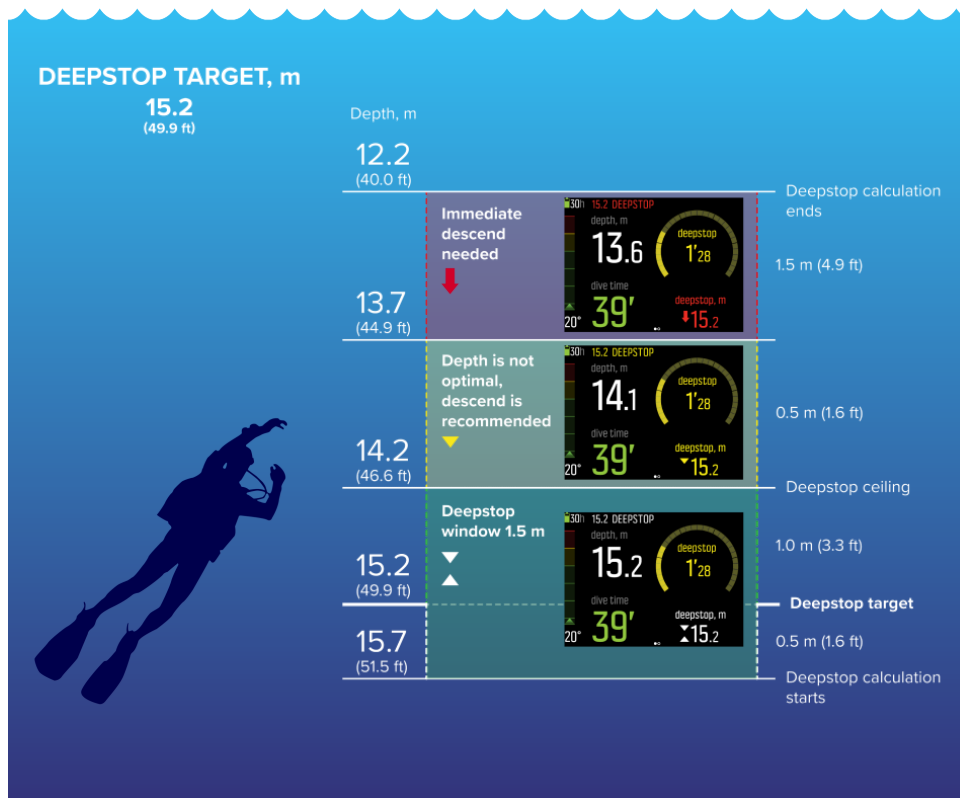 DEEPSTOP TARGET, m
15.2
(49.9 ft)
Depth, m
12.2
(40.0 ft)
Deepstop calculation
ends
Immediate
descend
needed
30h 15.2 DEEPSTOP
depth, m
13.6
deepstop
1'28
dive time
39'
deepstop, m
15.2
20°
1.5 m (4.9 ft)
13.7
(44.9 ft)
Depth is not
optimal,
descend is
recommended
30h 15.2 DEEPSTOP
depth, m
14.1
deepstop
1'28
dive time
39'
deepstop, m
15.2
20°
0.5 m (1.6 ft)
14.2
(46.6 ft)
Deepstop ceiling
Deepstop
window 1.5 m
30h 15.2 DEEPSTOP
depth, m
15.2
deepstop
1'28
dive time
39'
deepstop, m
15.2
20°
1.0 m (3.3 ft)
15.2
(49.9 ft)
Deepstop target
15.7
(51.5 ft)
0.5 m (1.6 ft)
Deepstop calculation
starts